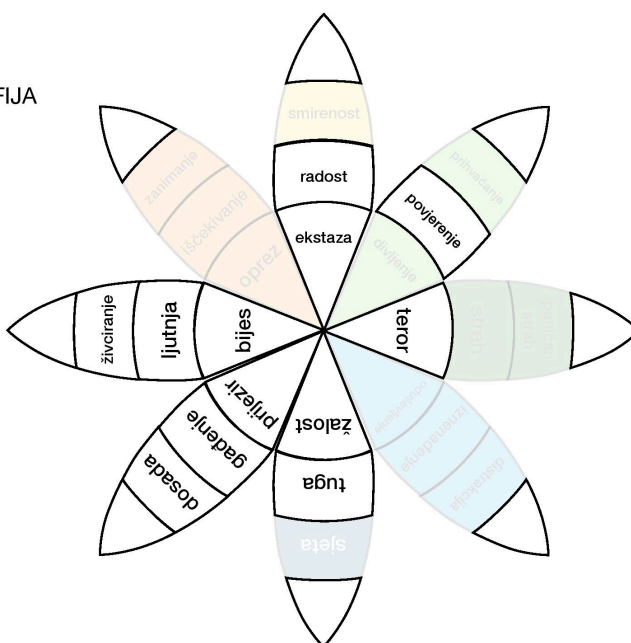 FIJA
smirenost
radost
ekstaza
prihvaćanje
povjerenje
divljenje
teror
strah
distrakcija
iznenađenje
žalost
tuga
sjeta
prijezir
gađenje
dosada
bijes
ljutnja
živciranje
oprez
iščekivanje
zanimanje